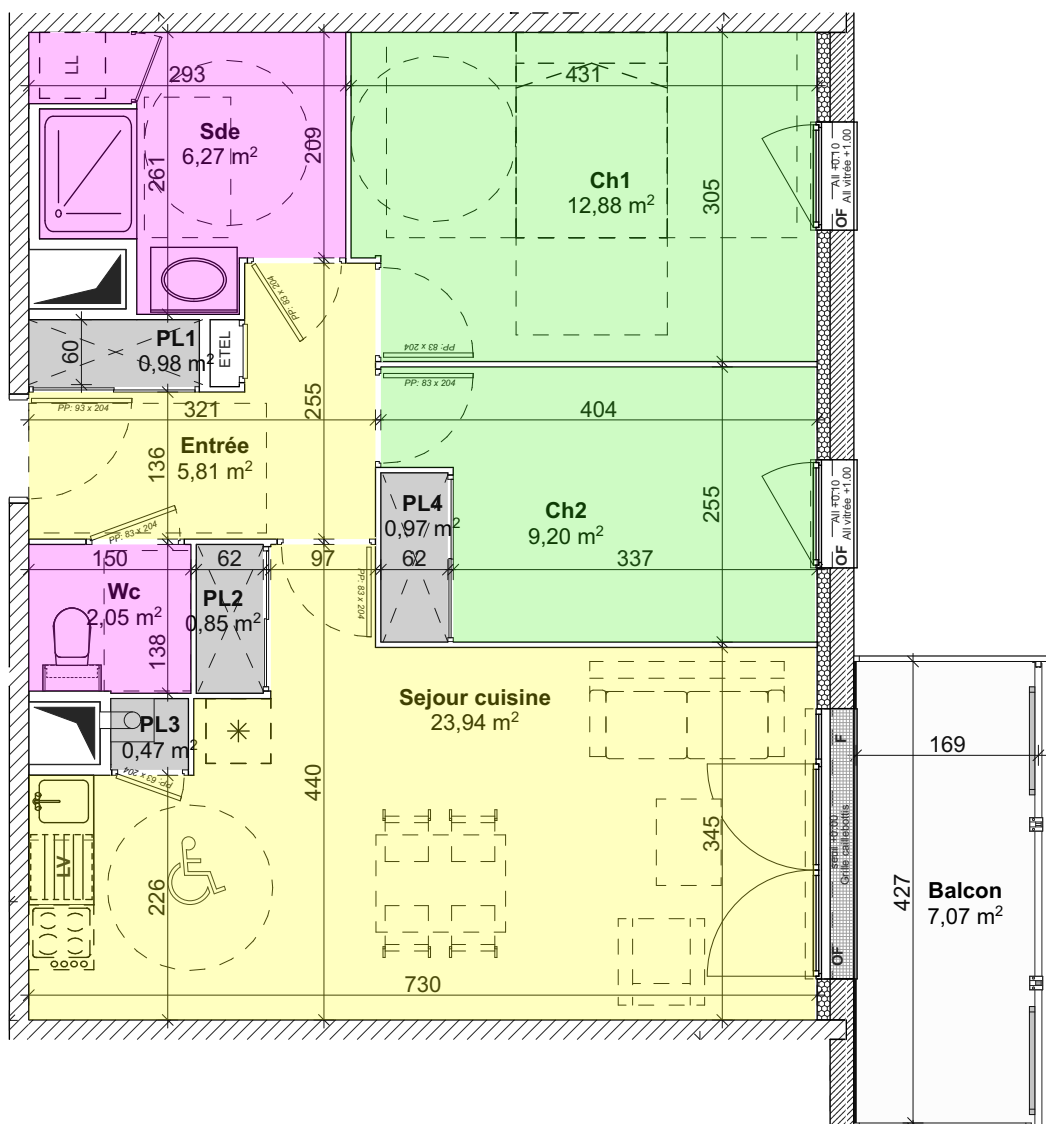 LL
293
431
Sde
6,27 m²
209
261
Ch1
12,88 m²
305
All +0.10
All vitrée +1.00
OF
PP: 83 x 204
PP: 83 x 204
PL1
0,98 m²
60
ETEL
PP: 93 x 204
PP: 83 x 204
321
255
404
Entrée
5,81 m²
136
PL4
0,97 m²
Ch2
9,20 m²
255
All +0.10
All vitrée +1.00
OF
PP: 83 x 204
150
62
97
62
337
PP: 83 x 204
Wc
2,05 m²
PL2
0,85 m²
138
Sejour cuisine
23,94 m²
PL3
0,47 m²
PP: 63 x 204
440
345
F
seuil +0.00
Grille caillebottis
OF
169
LV
226
427
Balcon
7,07 m²
730